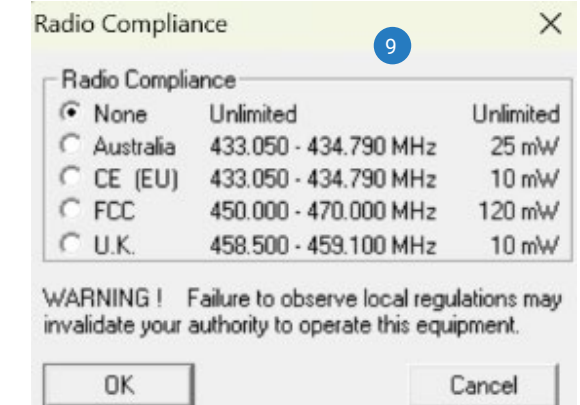 Radio Compliance
9
Radio Compliance
None Unlimited Unlimited
Australia 433.050 - 434.790 MHz 25 mW
CE (EU) 433.050 - 434.790 MHz 10 mW
FCC 450.000 - 470.000 MHz 120 mW
U.K. 458.500 - 459.100 MHz 10 mW
WARNING ! Failure to observe local regulations may
invalidate your authority to operate this equipment.
OK Cancel